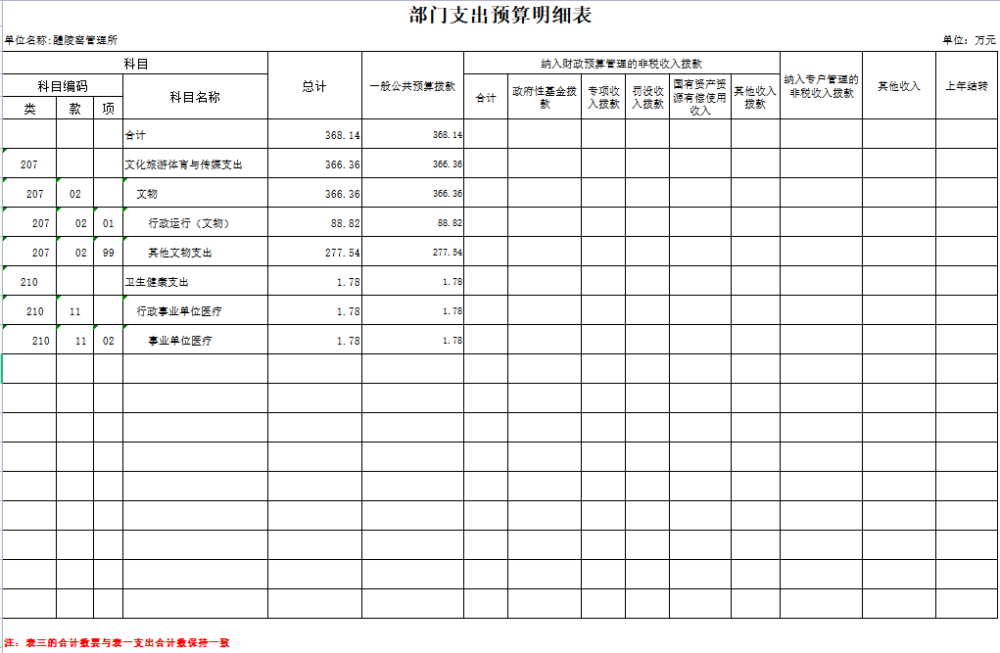 部门支出预算明细表
单位名称:醴陵窑管理所 单位：万元
科目 总计 一般公共预算拨款 纳入财政预算管理的非税收入拨款 纳入专户管理的非税收入拨款 其他收入 上年结转
科目编码 科目名称 合计 政府性基金拨款 专项收入拨款 罚没收入拨款 国有资产资源有偿使用收入 其他收入拨款
类 款 项
合计 368.14 368.14
207 文化旅游体育与传媒支出 366.36 366.36
207 02 文物 366.36 366.36
207 02 01 行政运行（文物） 88.82 88.82
207 02 99 其他文物支出 277.54 277.54
210 卫生健康支出 1.78 1.78
210 11 行政事业单位医疗 1.78 1.78
210 11 02 事业单位医疗 1.78 1.78
注：表三的合计数要与表一支出合计数保持一致